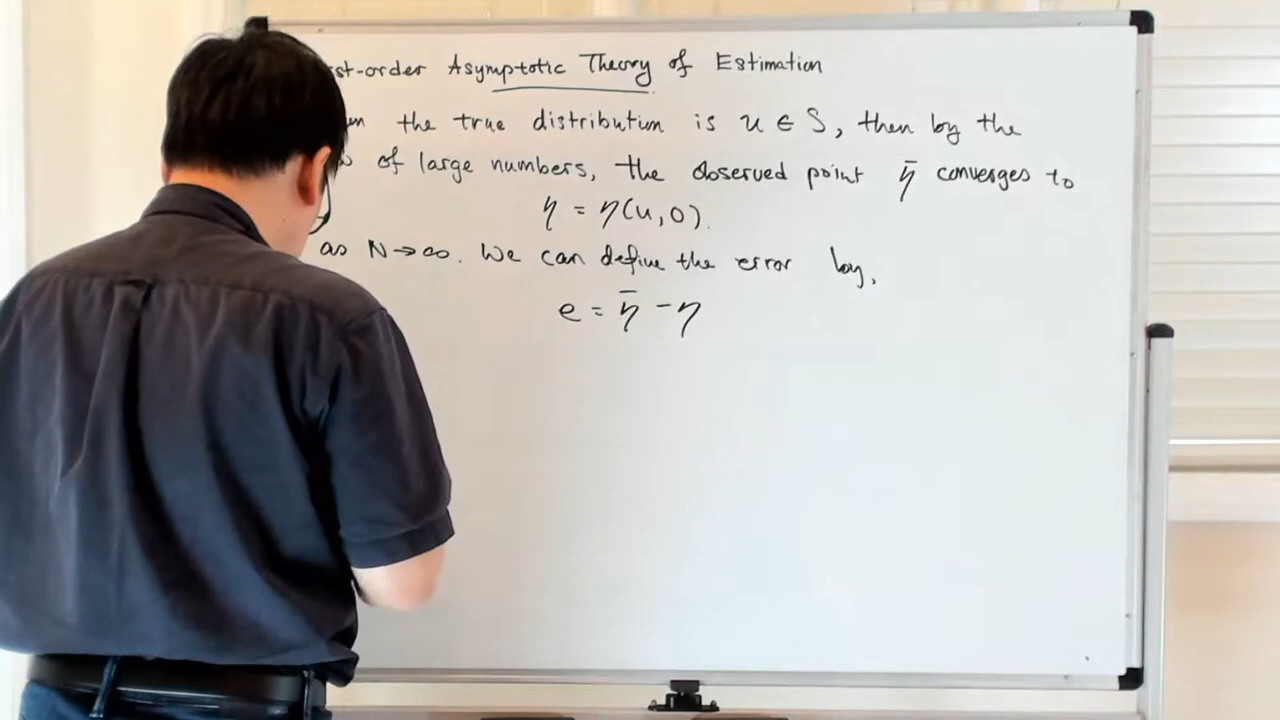 st-order Asymptotic Theory of Estimation
en the true distribution is u ∈ S, then by the
of large numbers, the observed point η̄ converges to
η = η(u,0).
as N→∞. We can define the error by,
e = η̄ − η